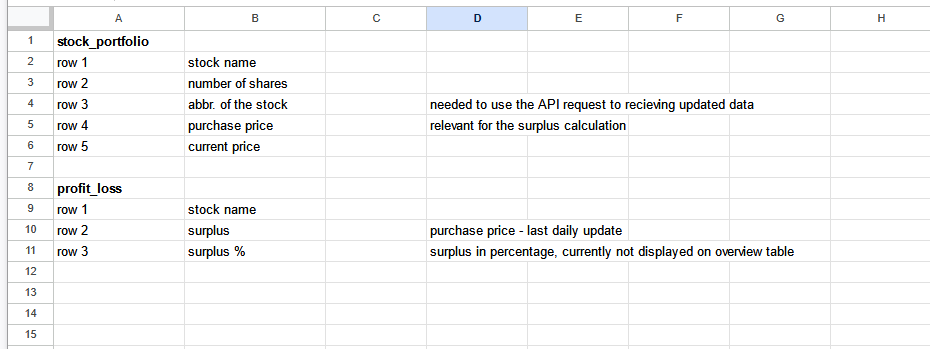 A B C D E F G H
1 stock_portfolio
2 row 1 stock name
3 row 2 number of shares
4 row 3 abbr. of the stock needed to use the API request to recieving updated data
5 row 4 purchase price relevant for the surplus calculation
6 row 5 current price
7
8 profit_loss
9 row 1 stock name
10 row 2 surplus purchase price - last daily update
11 row 3 surplus % surplus in percentage, currently not displayed on overview table
12
13
14
15